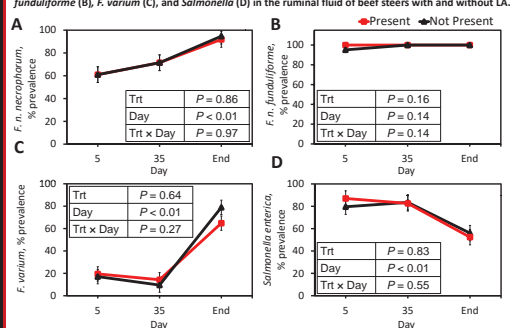 funduliforme (B), F. varium (C), and Salmonella (D) in the ruminal fluid of beef steers with and without LA.
Present Not Present
A
F. n. necrophorum, % prevalence
100
80
60
40
20
0
Trt P = 0.86
Day P < 0.01
Trt × Day P = 0.97
5 35 End
Day
B
F. n. funduliforme, % prevalence
120
100
80
60
40
20
0
Trt P = 0.16
Day P = 0.14
Trt × Day P = 0.14
5 35 End
Day
C
F. varium, % prevalence
100
80
60
40
20
0
Trt P = 0.64
Day P < 0.01
Trt × Day P = 0.27
5 35 End
Day
D
Salmonella enterica, % prevalence
100
80
60
40
20
0
Trt P = 0.83
Day P < 0.01
Trt × Day P = 0.55
5 35 End
Day